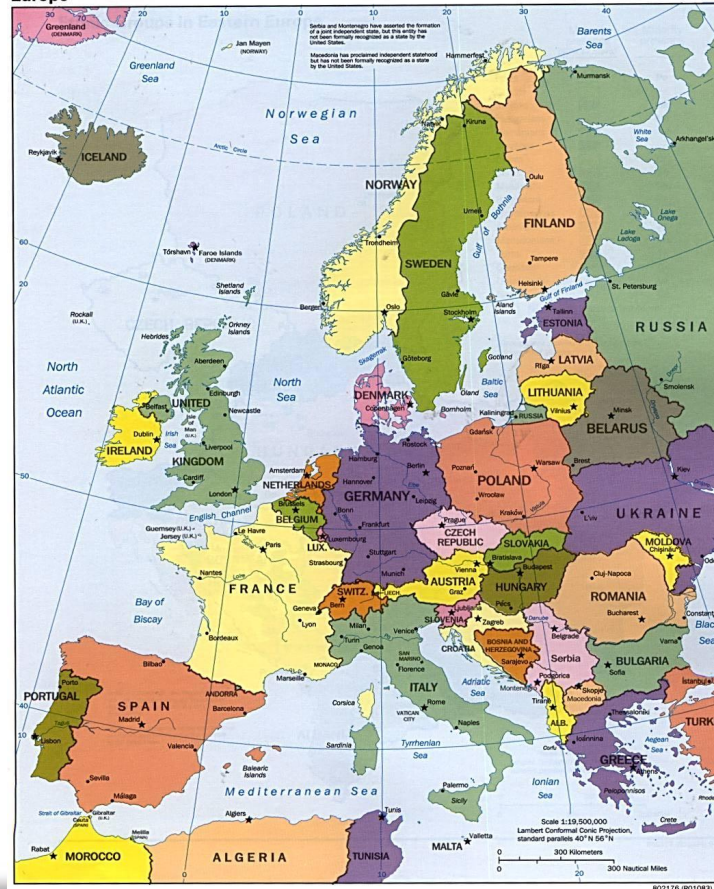 Europe
Greenland
(DENMARK)
Jan Mayen
(NORWAY)
Serbia and Montenegro have asserted the formation
of a joint independent state, but this entity has
not been formally recognized as a state by the
United States.
Macedonia has proclaimed independent statehood
but has not been formally recognized as a state
by the United States.
Barents
Sea
Hammerfest
Murmansk
Greenland
Sea
Norwegian
Sea
Narvik
Kiruna
White
Sea
Arkhangel'sk
Reykjavik
ICELAND
Arctic Circle
NORWAY
Oulu
Umeå
Gulf of Bothnia
FINLAND
Lake
Onega
Lake
Ladoga
Tórshavn
Faroe Islands
(DENMARK)
Trondheim
SWEDEN
Tampere
Shetland
Islands
Helsinki
Gulf of Finland
St. Petersburg
Bergen
Oslo
Gävle
Stockholm
Åland
Islands
Tallinn
ESTONIA
Rockall
(U.K.)
Orkney
Islands
RUSSIA
Hebrides
Skagerrak
Göteborg
Gotland
Rīga
LATVIA
Aberdeen
North
Atlantic
Ocean
North
Sea
DENMARK
Copenhagen
Öland
Baltic
Sea
LITHUANIA
Vilnius
Smolensk
Edinburgh
Belfast
UNITED
KINGDOM
Newcastle
Bornholm
Kaliningrad
RUSSIA
Minsk
BELARUS
Isle
of
Man
(U.K.)
Dublin
Irish
Sea
IRELAND
Liverpool
Gdańsk
Rostock
Hamburg
Berlin
Poznań
Warsaw
Brest
Amsterdam
NETHERLANDS
Hannover
Cardiff
London
GERMANY
Elbe
Leipzig
POLAND
Wrocław
Kiev
English Channel
Brussels
BELGIUM
Bonn
Kraków
Vistula
L'viv
UKRAINE
Guernsey (U.K.)
Jersey (U.K.)
Le Havre
Paris
Frankfurt
Prague
CZECH
REPUBLIC
LUX.
Luxembourg
SLOVAKIA
MOLDOVA
Chişinău
Strasbourg
Stuttgart
Bratislava
Nantes
Loire
Munich
Vienna
Budapest
FRANCE
SWITZ.
Bern
LIECH.
AUSTRIA
Graz
HUNGARY
Cluj-Napoca
ROMANIA
Bay of
Biscay
Geneva
Lyon
Ljubljana
SLOVENIA
Pécs
Zagreb
Bucharest
Bordeaux
Milan
Turin
Venice
Genoa
CROATIA
Danube
Belgrade
BOSNIA AND
HERZEGOVINA
Sarajevo
Serbia
BULGARIA
Varna
Sofia
MONACO
SAN
MARINO
Florence
Bilbao
Marseille
Adriatic
Sea
Podgorica
Montenegro
Skopje
Macedonia
İstanbul
Porto
PORTUGAL
ANDORRA
Barcelona
Corsica
ITALY
Rome
VATICAN
CITY
Tiranë
ALB.
Thessaloníki
TURK
SPAIN
Madrid
Tagus
Lisbon
Valencia
Sardinia
Naples
Corfu
Ioánnina
Aegean
Sea
Balearic
Islands
Tyrrhenian
Sea
GREECE
Athens
Sevilla
Málaga
Mediterranean Sea
Palermo
Sicily
Ionian
Sea
Pelopónnisos
Strait of Gibraltar
Gibraltar
(U.K.)
Ceuta
(SPAIN)
Melilla
(SPAIN)
Algiers
Tunis
Crete
Valletta
MALTA
Rabat
MOROCCO
ALGERIA
TUNISIA
Scale 1:19,500,000
Lambert Conformal Conic Projection,
standard parallels 40°N 56°N
0 300 Kilometers
0 300 Nautical Miles
802176 (R01083)